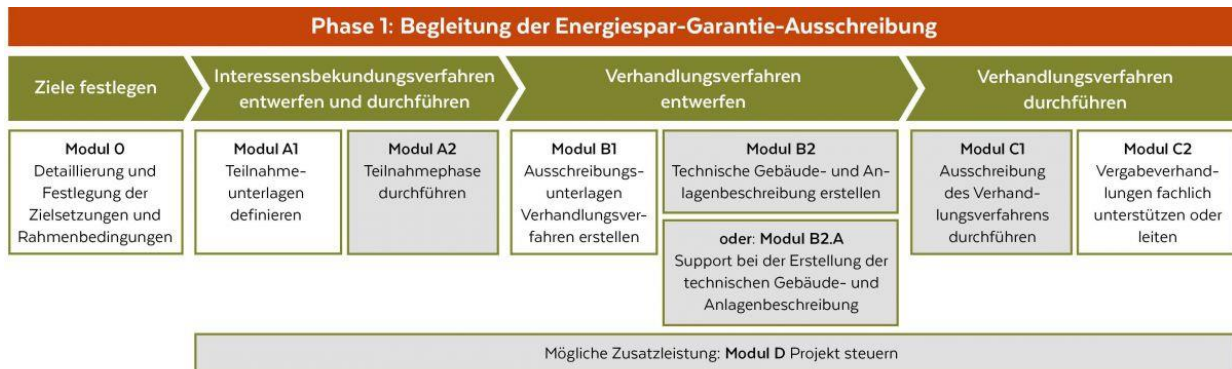 Phase 1: Begleitung der Energiespar-Garantie-Ausschreibung
Ziele festlegen
Interessensbekundungsverfahren
entwerfen und durchführen
Verhandlungsverfahren
entwerfen
Verhandlungsverfahren
durchführen
Modul 0
Detaillierung und
Festlegung der
Zielsetzungen und
Rahmenbedingungen
Modul A1
Teilnahme-
unterlagen
definieren
Modul A2
Teilnahmephase
durchführen
Modul B1
Ausschreibungs-
unterlagen
Verhandlungsver-
fahren erstellen
Modul B2
Technische Gebäude- und An-
lagenbeschreibung erstellen
oder: Modul B2.A
Support bei der Erstellung der
technischen Gebäude- und
Anlagenbeschreibung
Modul C1
Ausschreibung
des Verhand-
lungsverfahrens
durchführen
Modul C2
Vergabeverhand-
lungen fachlich
unterstützen oder
leiten
Mögliche Zusatzleistung: Modul D Projekt steuern